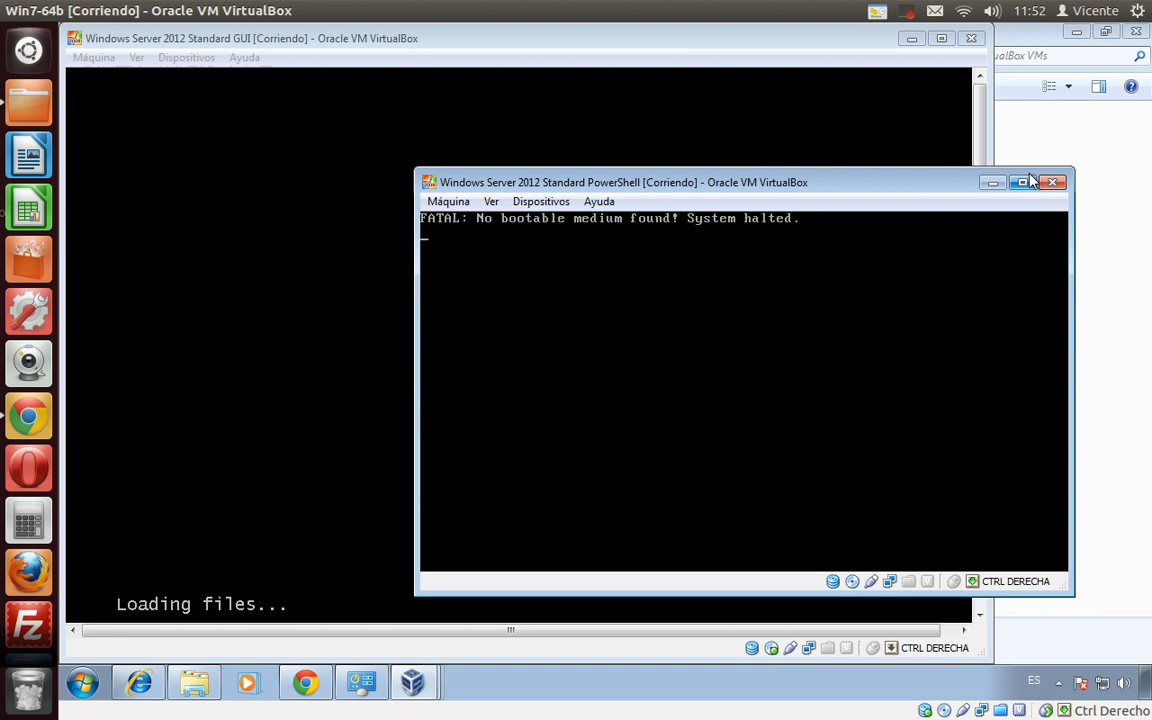 Win7-64b [Corriendo] - Oracle VM VirtualBox
11:52 Vicente
Windows Server 2012 Standard GUI [Corriendo] - Oracle VM VirtualBox
Máquina Ver Dispositivos Ayuda
ualBox VMs
Windows Server 2012 Standard PowerShell [Corriendo] - Oracle VM VirtualBox
Máquina Ver Dispositivos Ayuda
FATAL: No bootable medium found! System halted.
_
CTRL DERECHA
Loading files...
CTRL DERECHA
ES
Ctrl Derecho